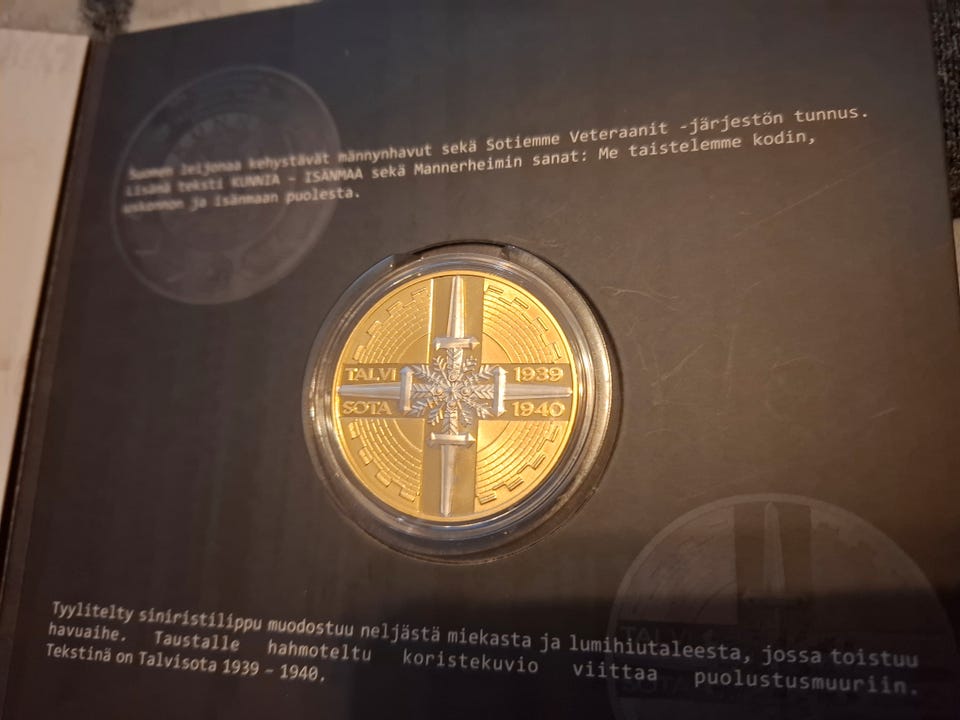 Suomen leijonaa kehystävät männynhavut sekä Sotiemme Veteraanit -järjestön tunnus.
Lisänä teksti KUNNIA – ISÄNMAA sekä Mannerheimin sanat: Me taistelemme kodin,
uskonnon ja isänmaan puolesta.
TALVI 1939
SOTA 1940
Tyylitelty siniristilippu muodostuu neljästä miekasta ja lumihiutaleesta, jossa toistuu
havuaihe. Taustalle hahmoteltu koristekuvio viittaa puolustusmuuriin.
Tekstinä on Talvisota 1939 – 1940.
TALVI
SOTA